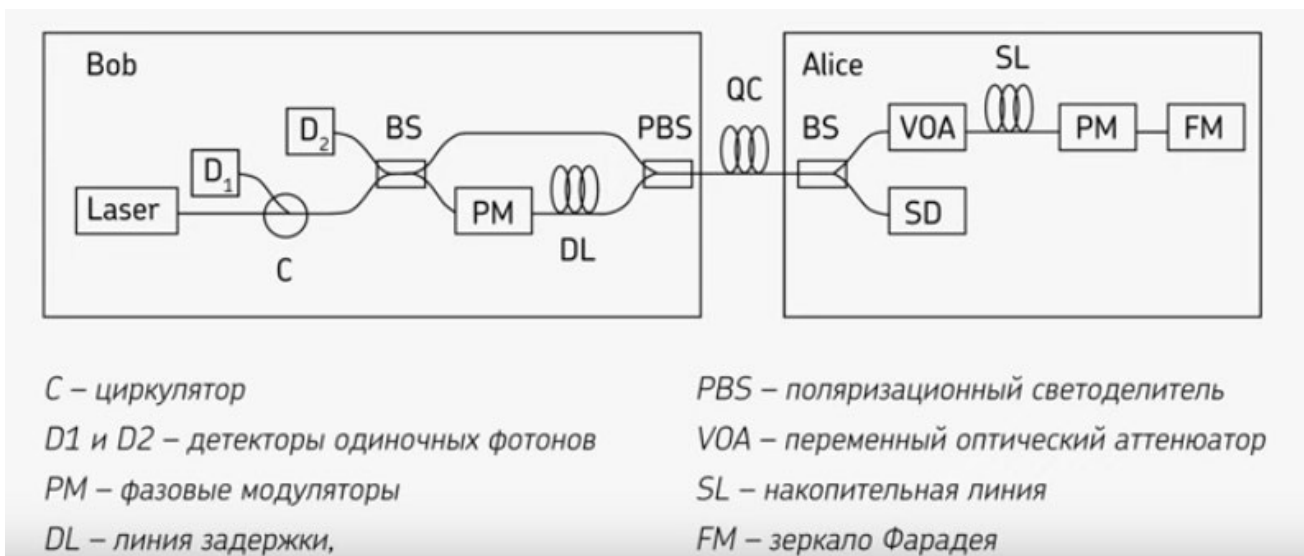 Bob
Alice
SL
QC
D2
BS
PBS
BS
VOA
PM
FM
D1
Laser
PM
SD
C
DL
C – циркулятор
D1 и D2 – детекторы одиночных фотонов
PM – фазовые модуляторы
DL – линия задержки,
PBS – поляризационный светоделитель
VOA – переменный оптический аттенюатор
SL – накопительная линия
FM – зеркало Фарадея